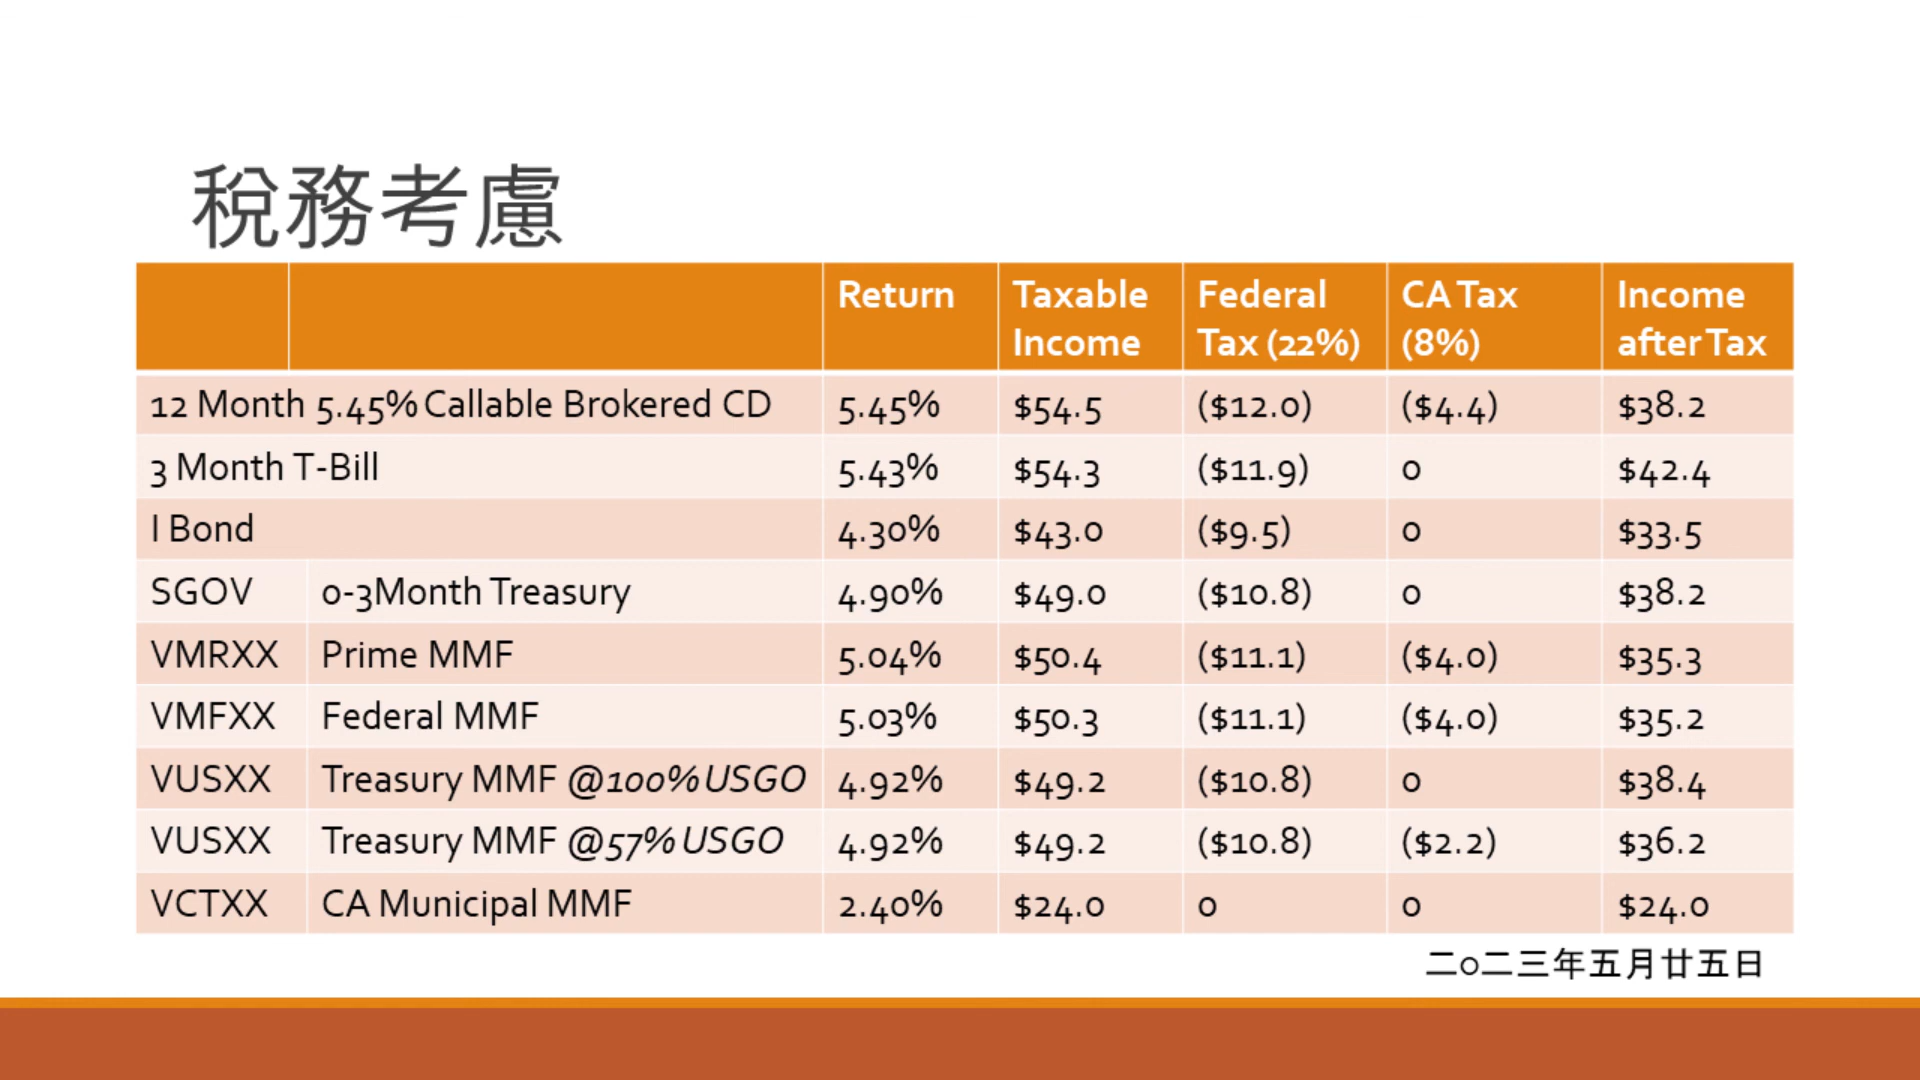 稅務考慮
Return Taxable Income Federal Tax (22%) CA Tax (8%) Income after Tax
12 Month 5.45% Callable Brokered CD 5.45% $54.5 ($12.0) ($4.4) $38.2
3 Month T-Bill 5.43% $54.3 ($11.9) 0 $42.4
I Bond 4.30% $43.0 ($9.5) 0 $33.5
SGOV 0-3Month Treasury 4.90% $49.0 ($10.8) 0 $38.2
VMRXX Prime MMF 5.04% $50.4 ($11.1) ($4.0) $35.3
VMFXX Federal MMF 5.03% $50.3 ($11.1) ($4.0) $35.2
VUSXX Treasury MMF @100% USGO 4.92% $49.2 ($10.8) 0 $38.4
VUSXX Treasury MMF @57% USGO 4.92% $49.2 ($10.8) ($2.2) $36.2
VCTXX CA Municipal MMF 2.40% $24.0 0 0 $24.0
二〇二三年五月廿五日